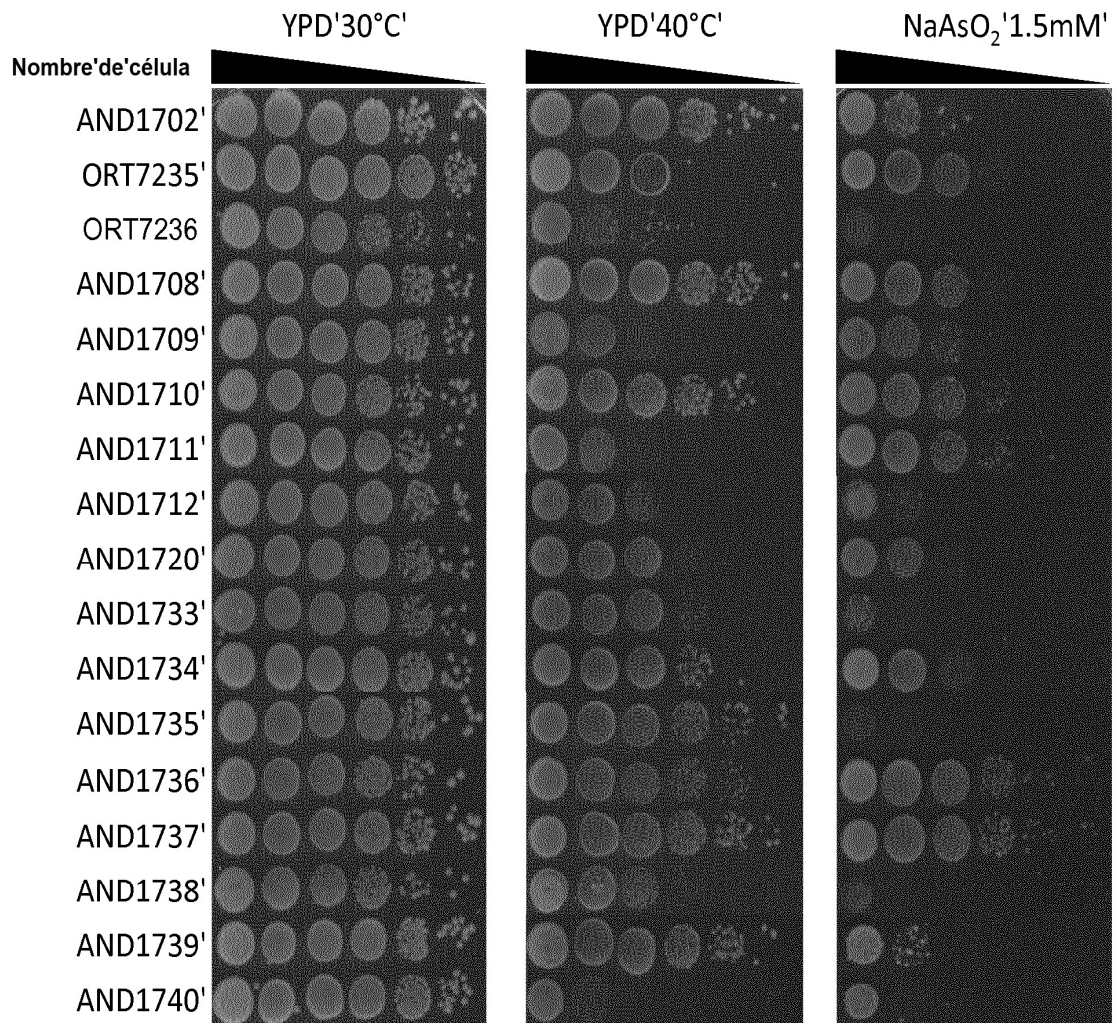 YPD'30°C' YPD'40°C' NaAsO₂'1.5mM'
Nombre'de'célula
AND1702'
ORT7235'
ORT7236
AND1708'
AND1709'
AND1710'
AND1711'
AND1712'
AND1720'
AND1733'
AND1734'
AND1735'
AND1736'
AND1737'
AND1738'
AND1739'
AND1740'